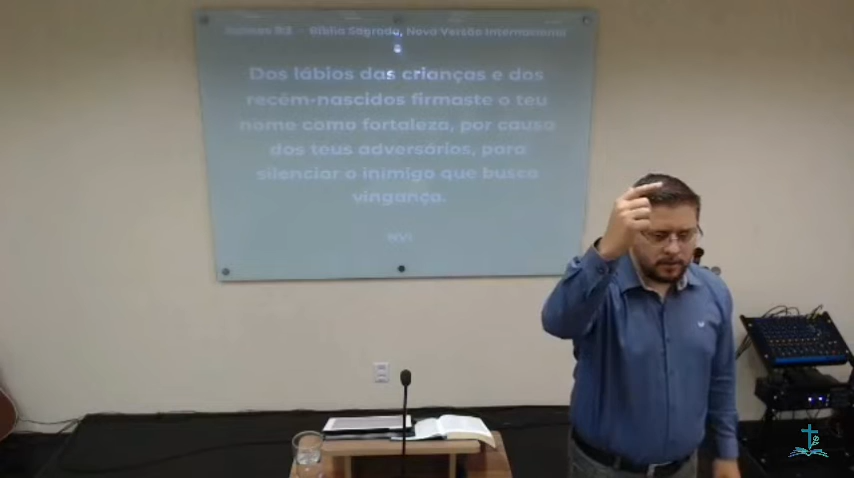 Salmos 8:2 - Bíblia Sagrada, Nova Versão Internacional
Dos lábios das crianças e dos
recém-nascidos firmaste o teu
nome como fortaleza, por causa
dos teus adversários, para
silenciar o inimigo que busca
vingança.
NVI